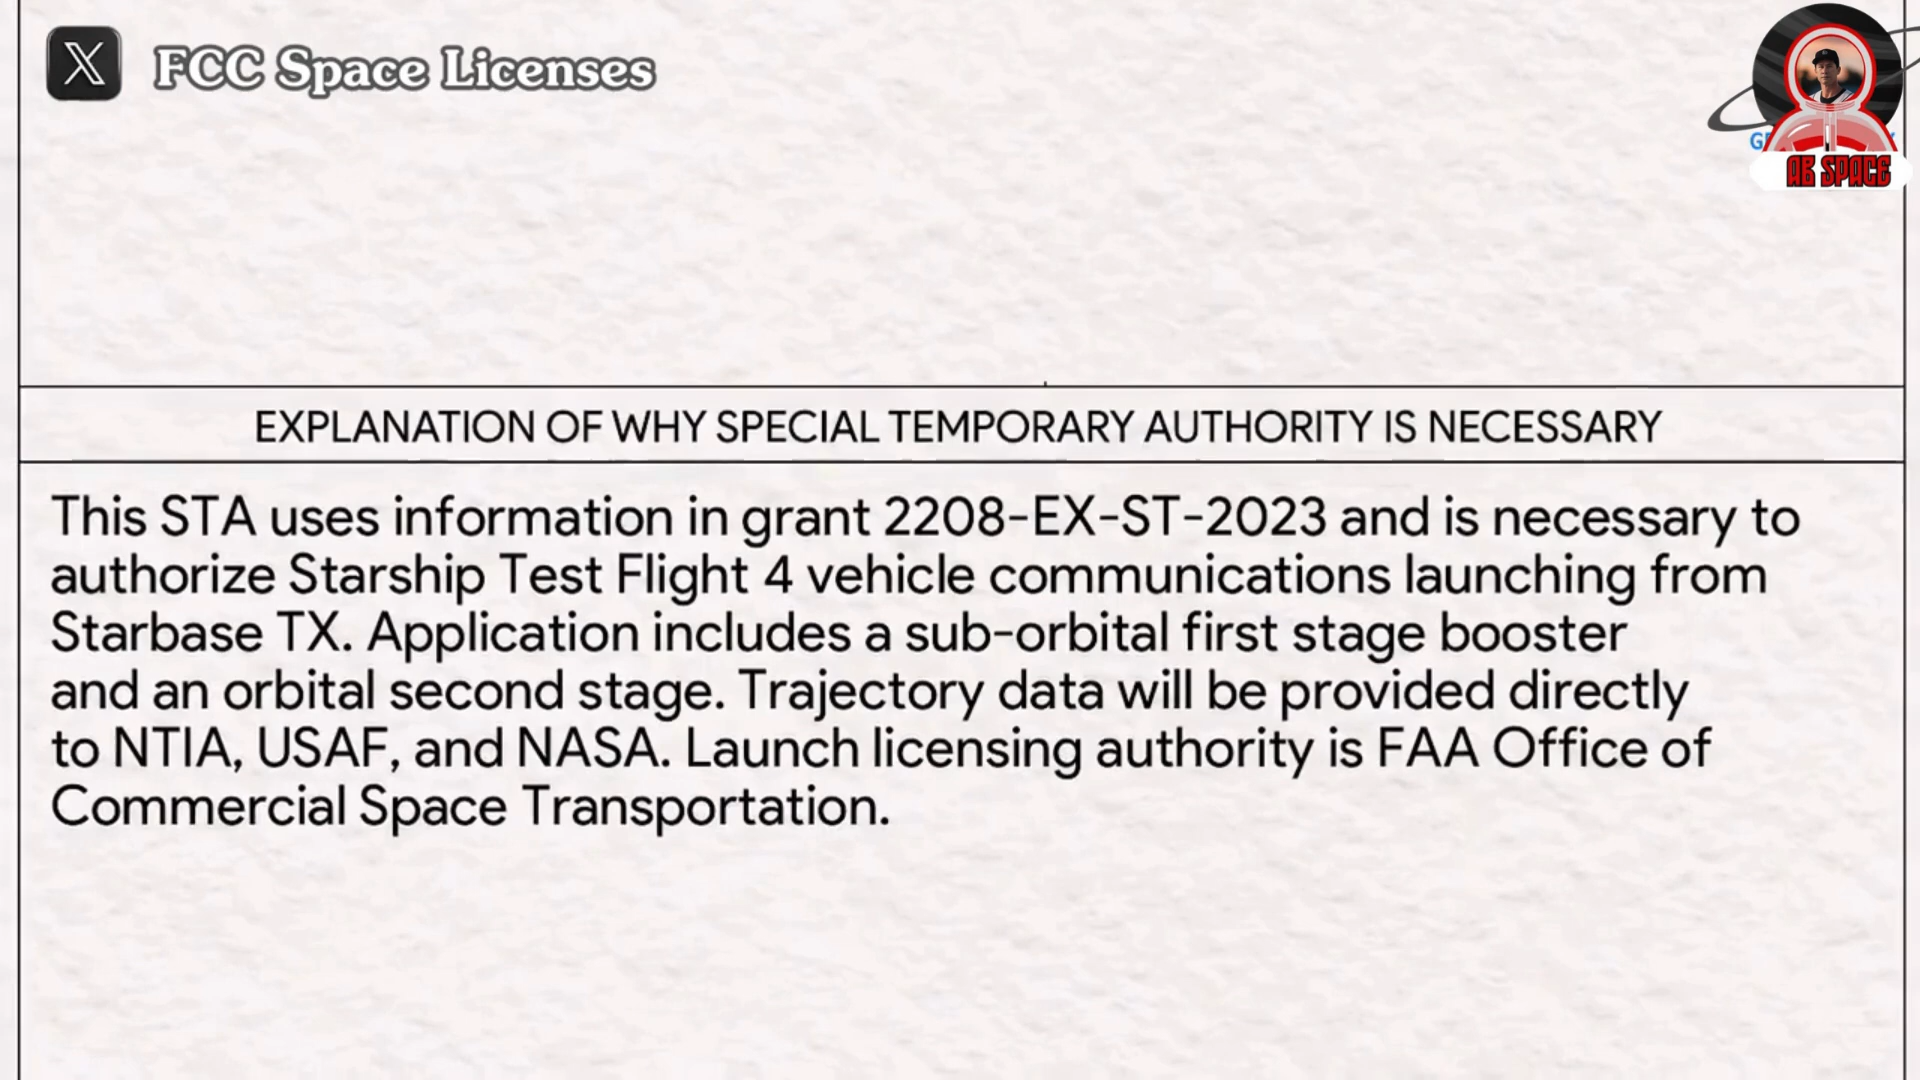 X
FCC Space Licenses
AB SPACE
EXPLANATION OF WHY SPECIAL TEMPORARY AUTHORITY IS NECESSARY
This STA uses information in grant 2208-EX-ST-2023 and is necessary to
authorize Starship Test Flight 4 vehicle communications launching from
Starbase TX. Application includes a sub-orbital first stage booster
and an orbital second stage. Trajectory data will be provided directly
to NTIA, USAF, and NASA. Launch licensing authority is FAA Office of
Commercial Space Transportation.